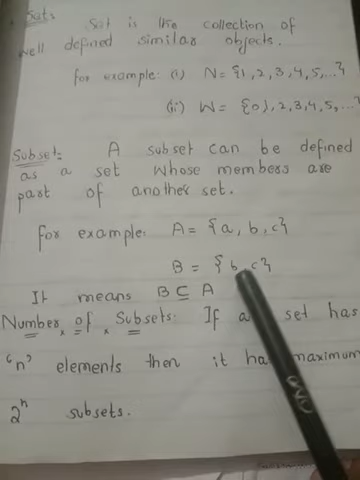 Set:
Set is the collection of
well defined similar objects.
for example: (i) N = {1, 2, 3, 4, 5, ...}
(ii) W = {0, 1, 2, 3, 4, 5, ...}
Subset: A subset can be defined
as a set whose members are
part of another set.
for example: A = {a, b, c}
B = {b, c}
It means B ⊆ A
Number of Subsets: If a set has
'n' elements then it has maximum
2ⁿ subsets.